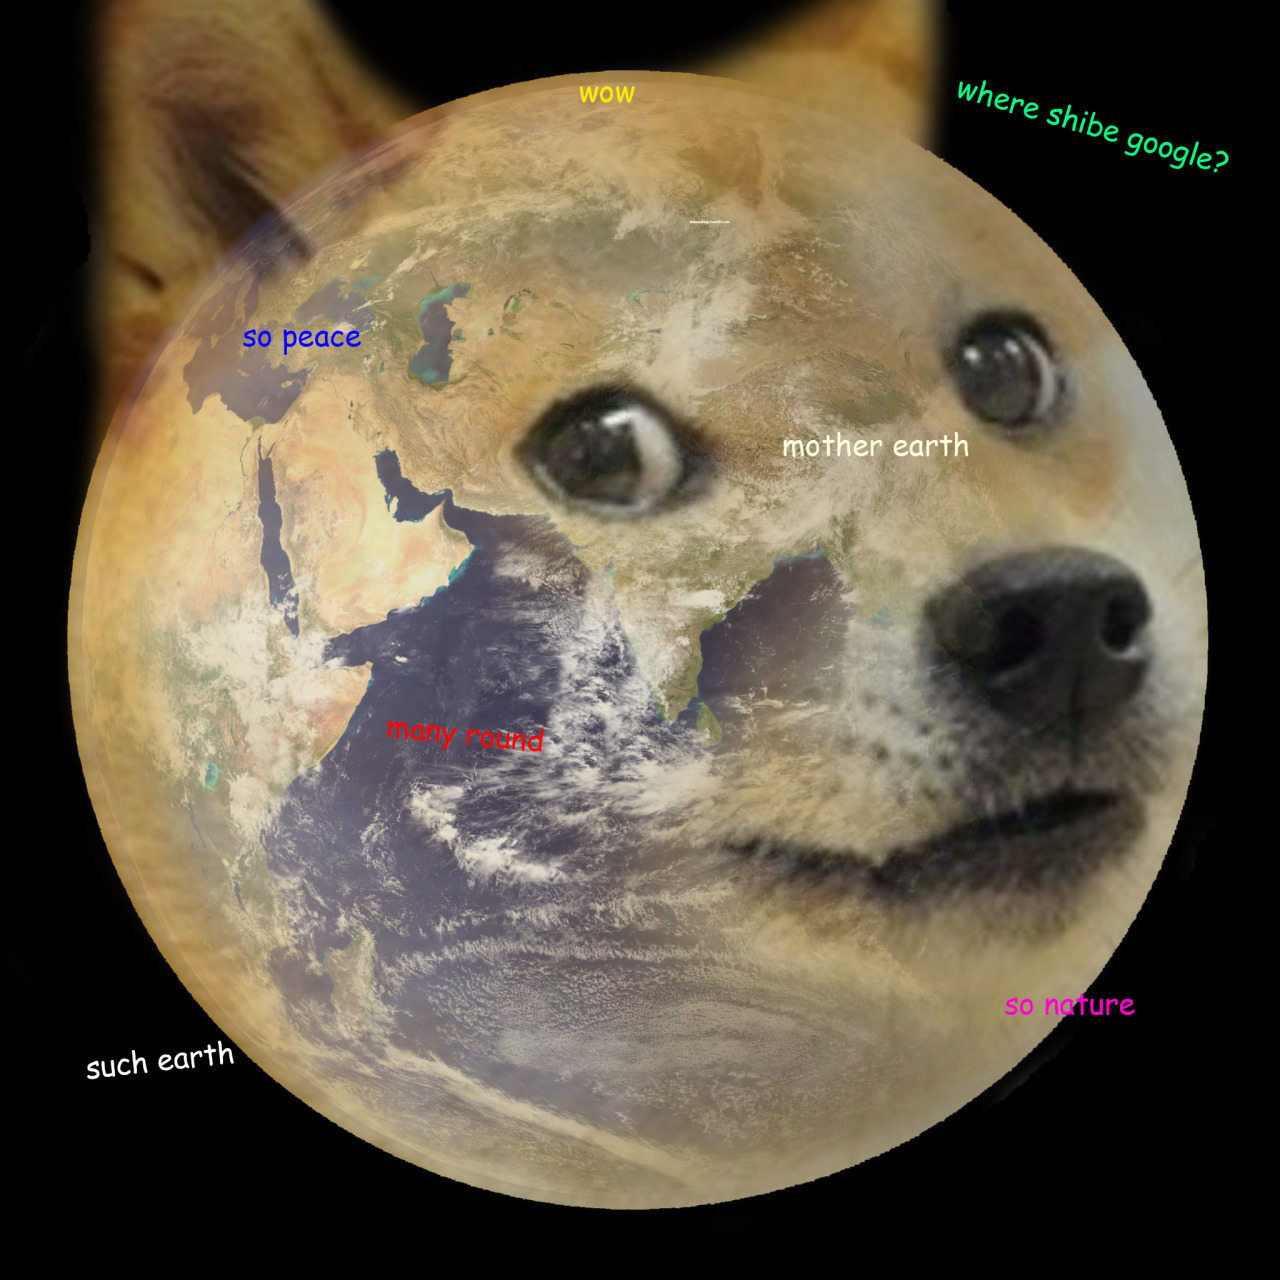 wow
where shibe google?
so peace
mother earth
many round
so nature
such earth